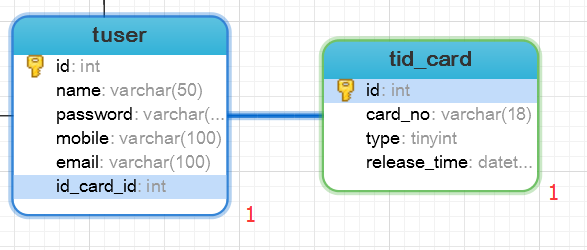 tuser
id: int
name: varchar(50)
password: varchar(...
mobile: varchar(100)
email: varchar(100)
id_card_id: int
1
tid_card
id: int
card_no: varchar(18)
type: tinyint
release_time: datet...
1